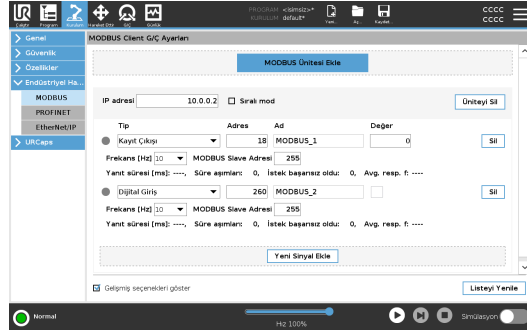 Çalıştır Program Kurulum Hareket Ettir G/Ç Günlük
PROGRAM <isimsiz>*
KURULUM default*
Yeni... Aç... Kaydet...
CCCC
CCCC
Genel
Güvenlik
Özellikler
Endüstriyel Ha...
MODBUS
PROFINET
EtherNet/IP
URCaps
MODBUS Client G/Ç Ayarları
MODBUS Ünitesi Ekle
IP adresi 10.0.0.2 Sıralı mod Üniteyi Sil
Tip Adres Ad Değer
Kayıt Çıkışı 18 MODBUS_1 0 Sil
Frekans [Hz] 10 MODBUS Slave Adresi 255
Yanıt süresi [ms]: ----, Süre aşımları: 0, İstek başarısız oldu: 0, Avg. resp. f: ----
Dijital Giriş 260 MODBUS_2 Sil
Frekans [Hz] 10 MODBUS Slave Adresi 255
Yanıt süresi [ms]: ----, Süre aşımları: 0, İstek başarısız oldu: 0, Avg. resp. f: ----
Yeni Sinyal Ekle
Gelişmiş seçenekleri göster Listeyi Yenile
Normal
Hız 100%
Simülasyon